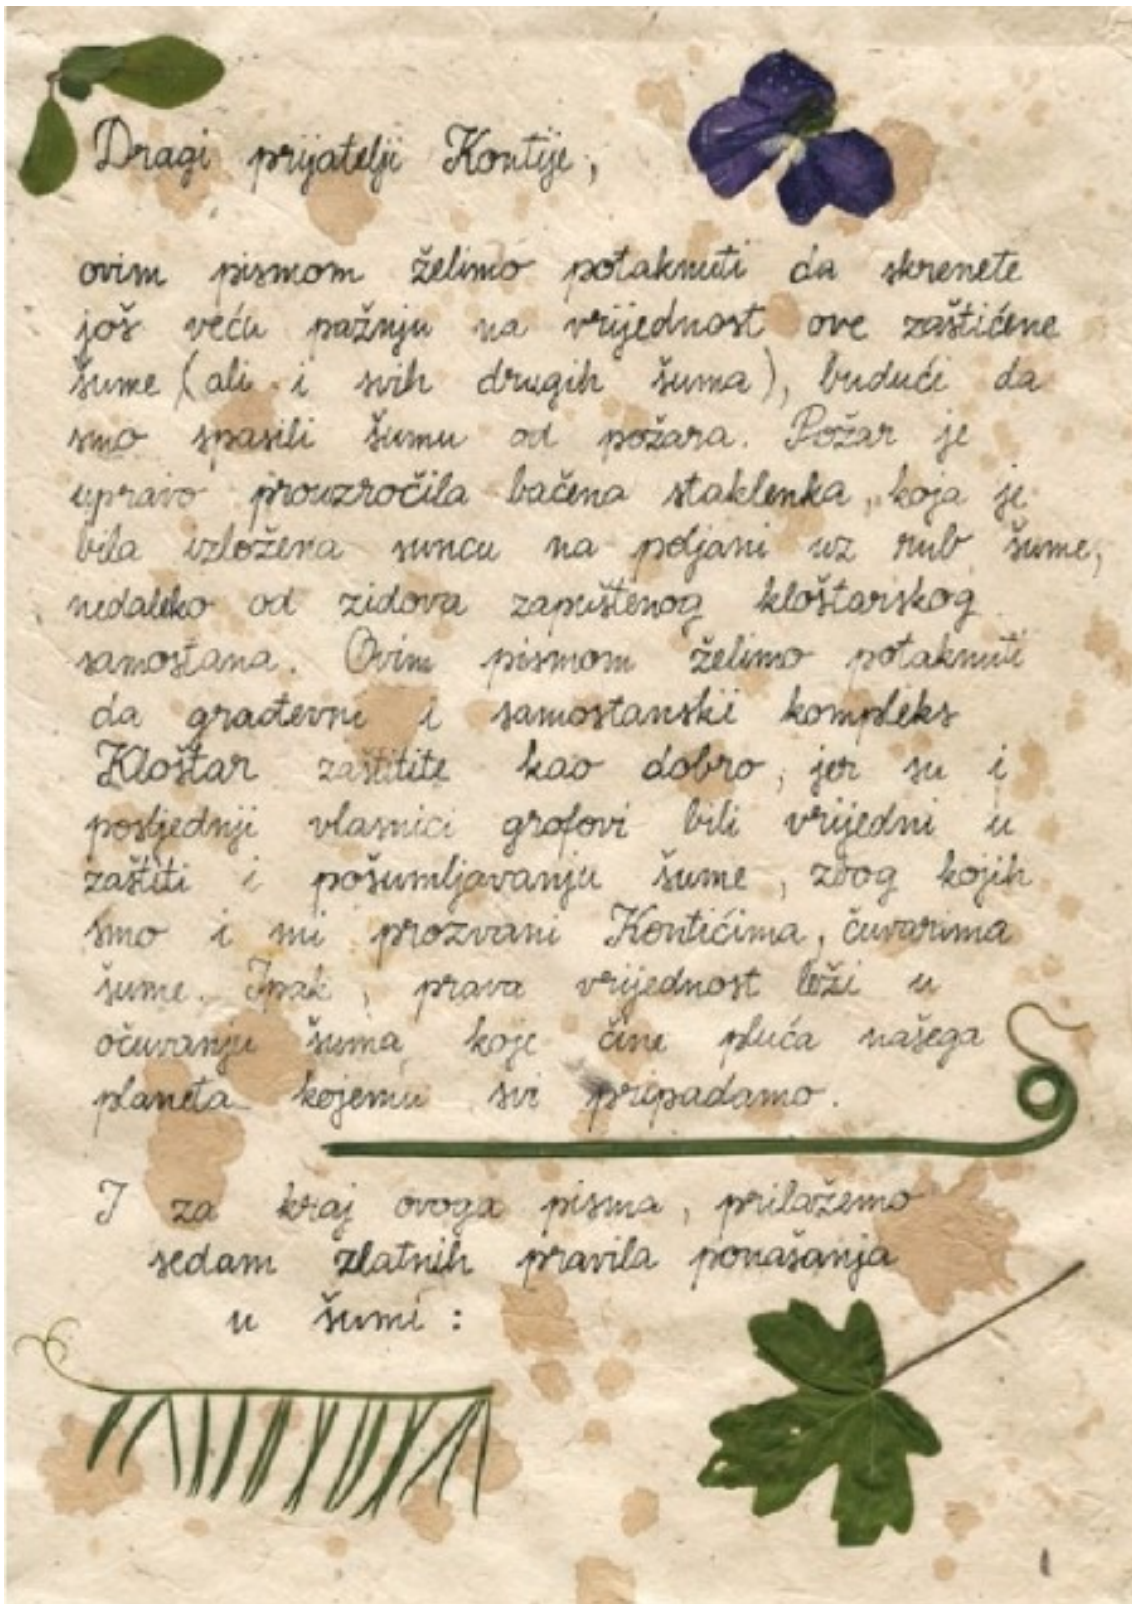 Dragi prijatelji Kontije,
ovim pismom želimo potaknuti da skrenete
još veću pažnju na vrijednost ove zaštićene
šume (ali i svih drugih šuma), budući da
smo spasili šumu od požara. Požar je
upravo prouzročila bačena staklenka, koja je
bila izložena suncu na poljani uz rub šume,
nedaleko od zidova zapuštenog kloštarskog
samostana. Ovim pismom želimo potaknuti
da građevni i samostanski kompleks
Kloštar zaštitite kao dobro, jer su i
posljednji vlasnici grofovi bili vrijedni u
zaštiti i pošumljavanju šume, zbog kojih
smo i mi prozvani Kontićima, čuvarima
šume. Ipak, prava vrijednost leži u
očuvanju šuma koje čine pluća našega
planeta kojemu svi pripadamo.
I za kraj ovoga pisma, prilažemo
sedam zlatnih pravila ponašanja
u šumi: